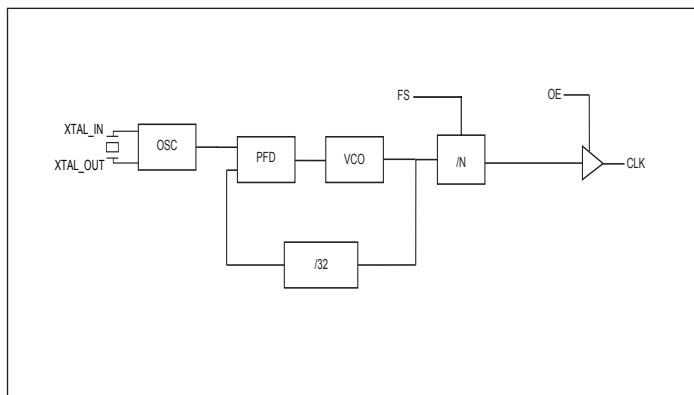 FS
OE
XTAL_IN
OSC
PFD
VCO
/N
CLK
XTAL_OUT
/32